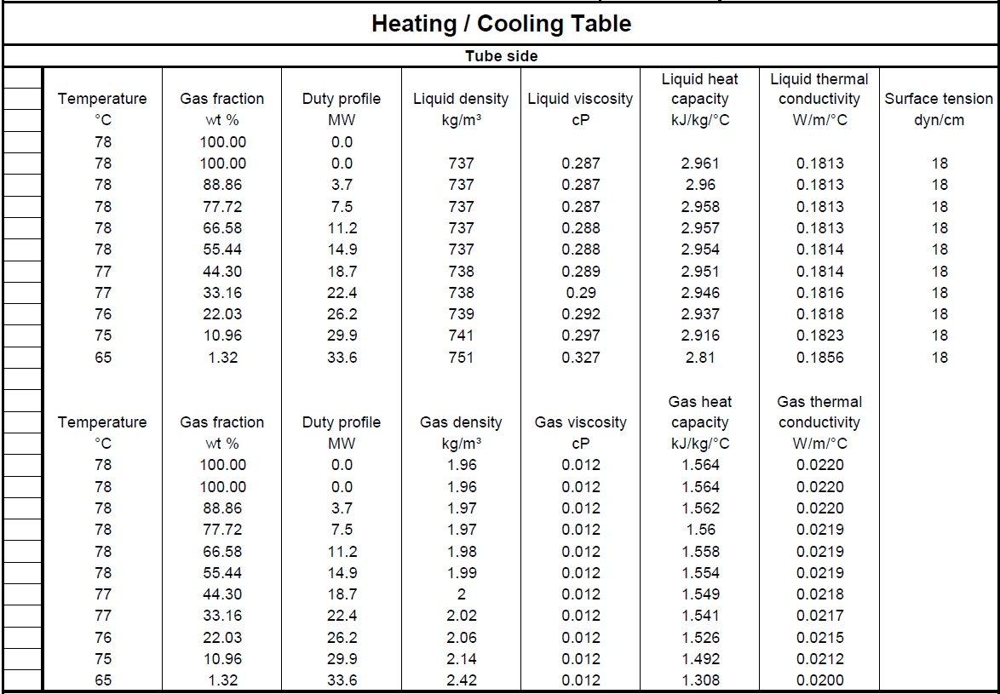 Heating / Cooling Table
Tube side
Liquid heat Liquid thermal
Temperature Gas fraction Duty profile Liquid density Liquid viscosity capacity conductivity Surface tension
°C wt % MW kg/m³ cP kJ/kg/°C W/m/°C dyn/cm
78 100.00 0.0
78 100.00 0.0 737 0.287 2.961 0.1813 18
78 88.86 3.7 737 0.287 2.96 0.1813 18
78 77.72 7.5 737 0.287 2.958 0.1813 18
78 66.58 11.2 737 0.288 2.957 0.1813 18
78 55.44 14.9 737 0.288 2.954 0.1814 18
77 44.30 18.7 738 0.289 2.951 0.1814 18
77 33.16 22.4 738 0.29 2.946 0.1816 18
76 22.03 26.2 739 0.292 2.937 0.1818 18
75 10.96 29.9 741 0.297 2.916 0.1823 18
65 1.32 33.6 751 0.327 2.81 0.1856 18
Gas heat Gas thermal
Temperature Gas fraction Duty profile Gas density Gas viscosity capacity conductivity
°C wt % MW kg/m³ cP kJ/kg/°C W/m/°C
78 100.00 0.0 1.96 0.012 1.564 0.0220
78 100.00 0.0 1.96 0.012 1.564 0.0220
78 88.86 3.7 1.97 0.012 1.562 0.0220
78 77.72 7.5 1.97 0.012 1.56 0.0219
78 66.58 11.2 1.98 0.012 1.558 0.0219
78 55.44 14.9 1.99 0.012 1.554 0.0219
77 44.30 18.7 2 0.012 1.549 0.0218
77 33.16 22.4 2.02 0.012 1.541 0.0217
76 22.03 26.2 2.06 0.012 1.526 0.0215
75 10.96 29.9 2.14 0.012 1.492 0.0212
65 1.32 33.6 2.42 0.012 1.308 0.0200